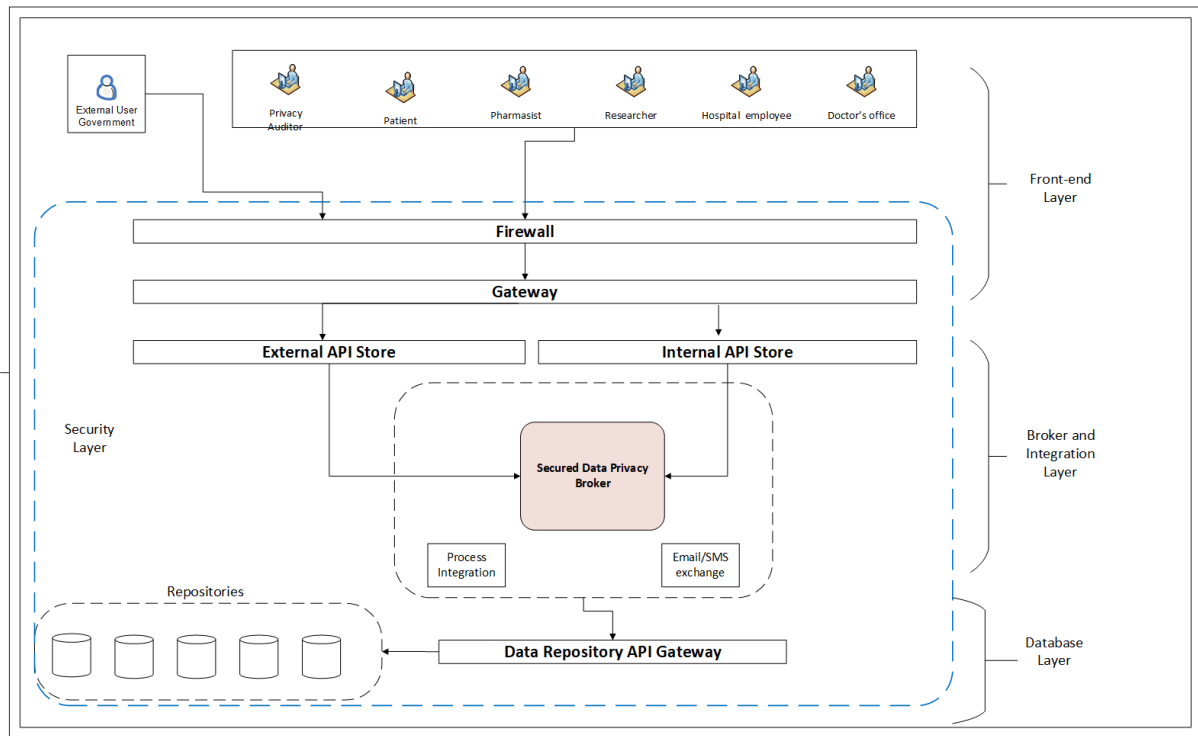 External User
Government
Privacy
Auditor
Patient
Pharmasist
Researcher
Hospital employee
Doctor's office
Front-end
Layer
Firewall
Gateway
External API Store
Internal API Store
Security
Layer
Secured Data Privacy
Broker
Broker and
Integration
Layer
Process
Integration
Email/SMS
exchange
Repositories
Data Repository API Gateway
Database
Layer